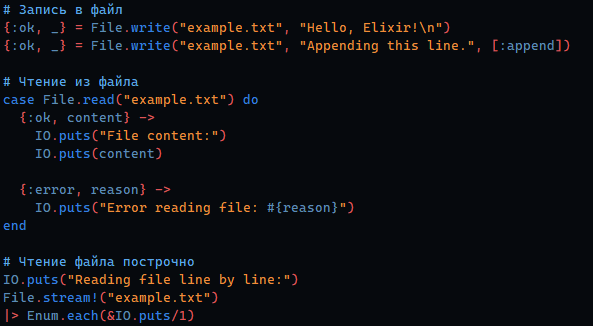 # Запись в файл
{:ok, _} = File.write("example.txt", "Hello, Elixir!\n")
{:ok, _} = File.write("example.txt", "Appending this line.", [:append])

# Чтение из файла
case File.read("example.txt") do
  {:ok, content} ->
    IO.puts("File content:")
    IO.puts(content)

  {:error, reason} ->
    IO.puts("Error reading file: #{reason}")
end

# Чтение файла построчно
IO.puts("Reading file line by line:")
File.stream!("example.txt")
|> Enum.each(&IO.puts/1)